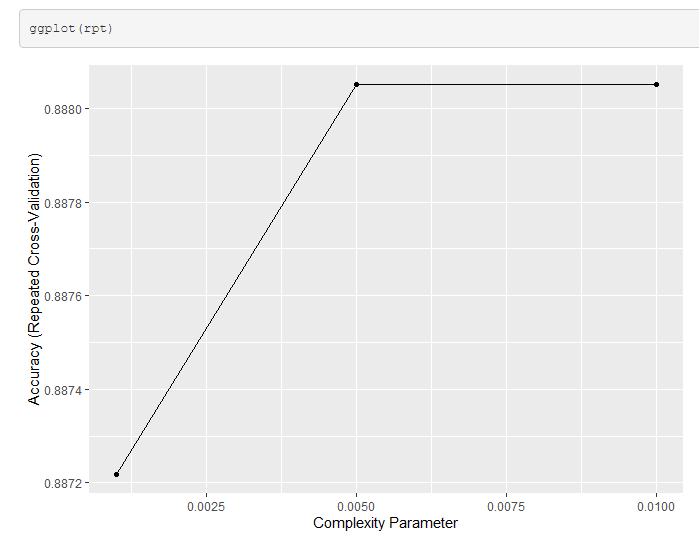 ggplot(rpt)
0.8880
0.8878
0.8876
0.8874
0.8872
Accuracy (Repeated Cross-Validation)
0.0025 0.0050 0.0075 0.0100
Complexity Parameter